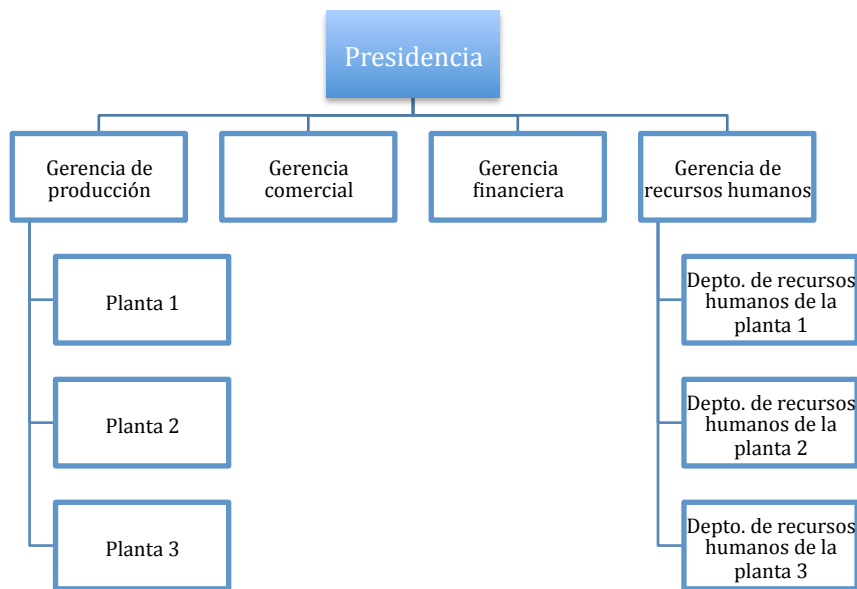 Presidencia
Gerencia de
producción
Gerencia
comercial
Gerencia
financiera
Gerencia de
recursos humanos
Planta 1
Planta 2
Planta 3
Depto. de recursos
humanos de la
planta 1
Depto. de recursos
humanos de la
planta 2
Depto. de recursos
humanos de la
planta 3